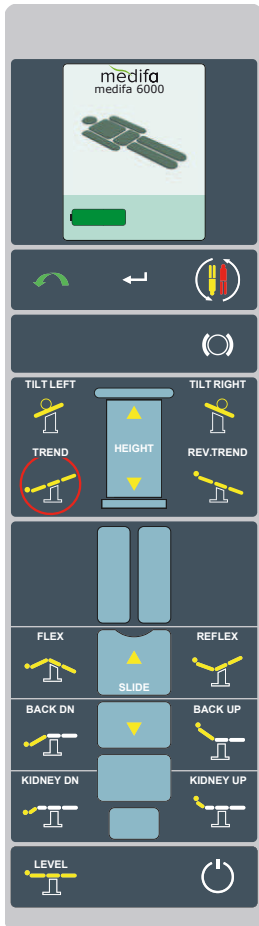 medifa
medifa 6000
TILT LEFT
TILT RIGHT
TREND
HEIGHT
REV.TREND
FLEX
REFLEX
SLIDE
BACK DN
BACK UP
KIDNEY DN
KIDNEY UP
LEVEL